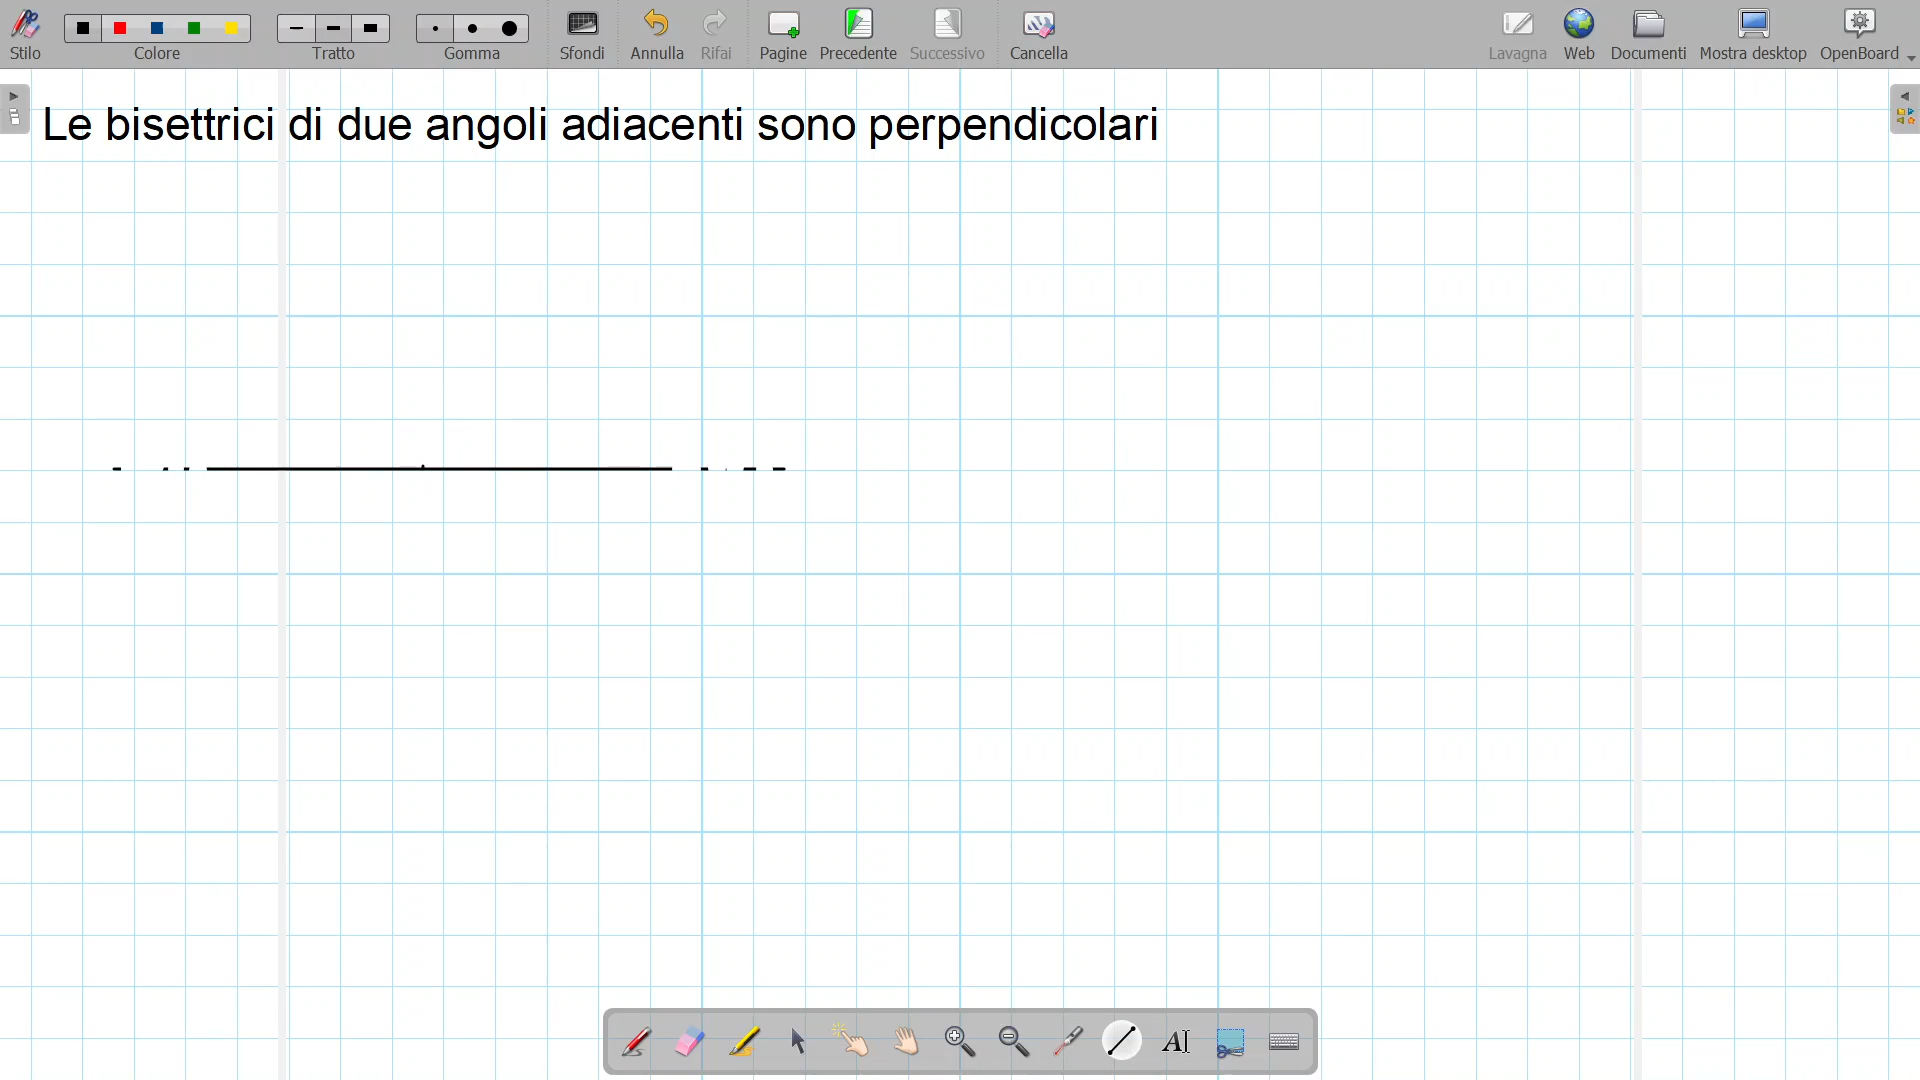 Stilo
Colore
Tratto
Gomma
Sfondi
Annulla
Rifai
Pagine
Precedente
Successivo
Cancella
Lavagna
Web
Documenti
Mostra desktop
OpenBoard
Le bisettrici di due angoli adiacenti sono perpendicolari
AI